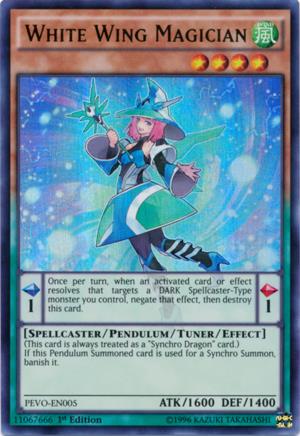 WHITE WING MAGICIAN
WIND
風
Once per turn, when an activated card or effect
resolves that targets a DARK Spellcaster-Type
monster you control, negate that effect, then destroy
this card.
1
1
[SPELLCASTER/PENDULUM/TUNER/EFFECT]
(This card is always treated as a "Synchro Dragon" card.)
If this Pendulum Summoned card is used for a Synchro Summon,
banish it.
PEVO-EN005
ATK/1600 DEF/1400
11067666 1st Edition
©1996 KAZUKI TAKAHASHI